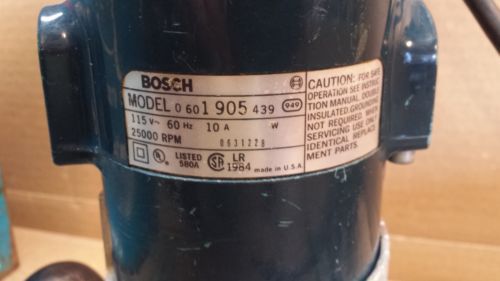 BOSCH
MODEL 0 601 905 439 949
115 v~ 60 Hz 10 A W
25000 RPM 0631228
LISTED 580A LR 1984 made in U.S.A.
CAUTION: FOR SAFE
OPERATION SEE INSTRUC
TION MANUAL. DOUBLE
INSULATED. GROUNDING
NOT REQUIRED. WHEN
SERVICING USE ONLY
IDENTICAL REPLACE
MENT PARTS.